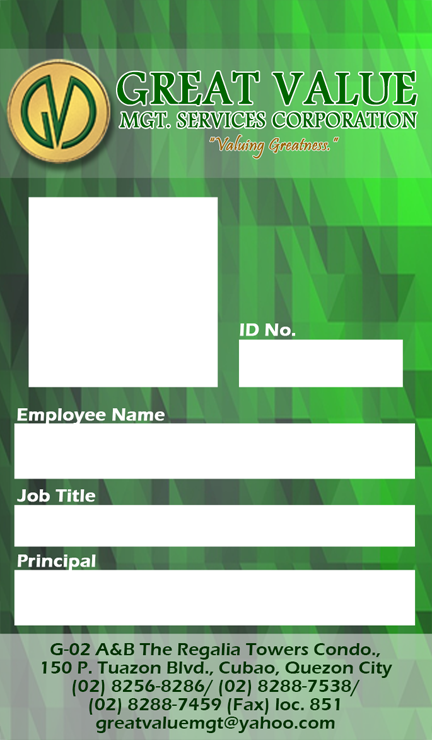 GVD
GREAT VALUE
MGT. SERVICES CORPORATION
"Valuing Greatness."
ID No.
Employee Name
Job Title
Principal
G-02 A&B The Regalia Towers Condo.,
150 P. Tuazon Blvd., Cubao, Quezon City
(02) 8256-8286/ (02) 8288-7538/
(02) 8288-7459 (Fax) loc. 851
greatvaluemgt@yahoo.com